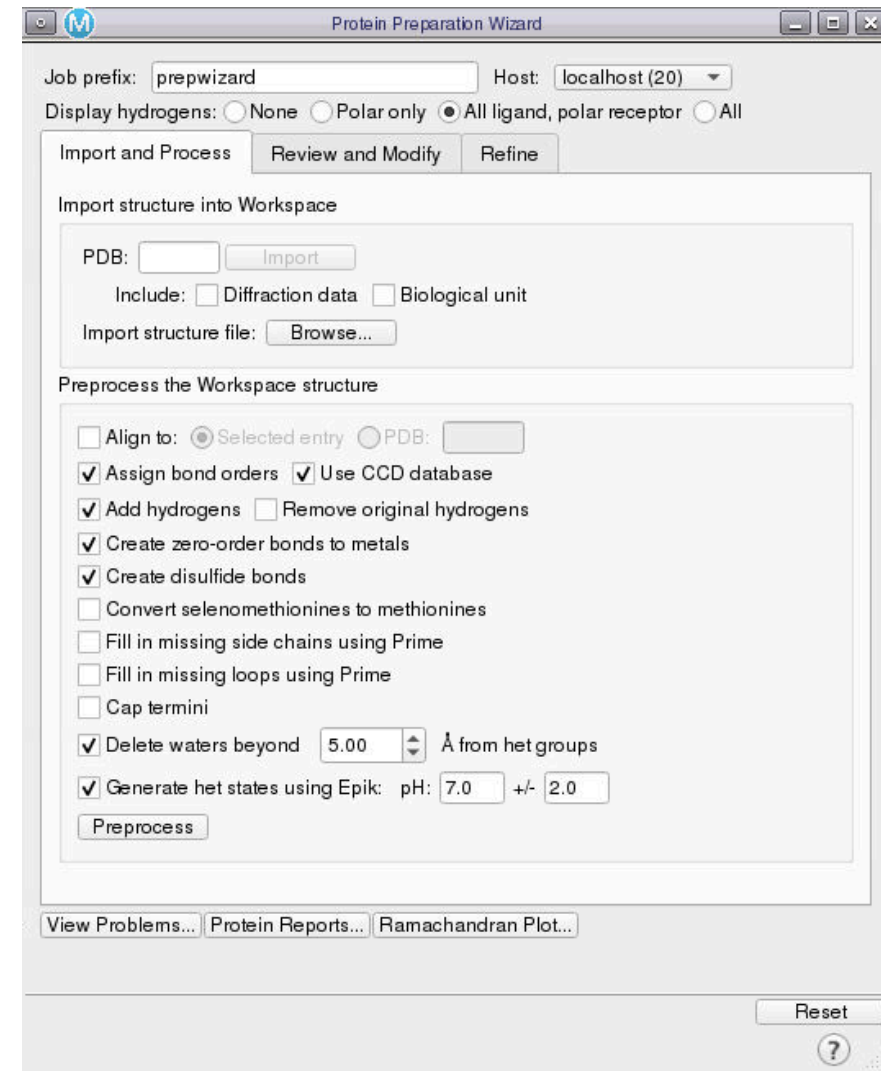 M Protein Preparation Wizard
Job prefix: prepwizard Host: localhost (20)
Display hydrogens: None Polar only All ligand, polar receptor All
Import and Process Review and Modify Refine
Import structure into Workspace
PDB: Import
Include: Diffraction data Biological unit
Import structure file: Browse...
Preprocess the Workspace structure
Align to: Selected entry PDB:
Assign bond orders Use CCD database
Add hydrogens Remove original hydrogens
Create zero-order bonds to metals
Create disulfide bonds
Convert selenomethionines to methionines
Fill in missing side chains using Prime
Fill in missing loops using Prime
Cap termini
Delete waters beyond 5.00 Å from het groups
Generate het states using Epik: pH: 7.0 +/- 2.0
Preprocess
View Problems... Protein Reports... Ramachandran Plot...
Reset
?